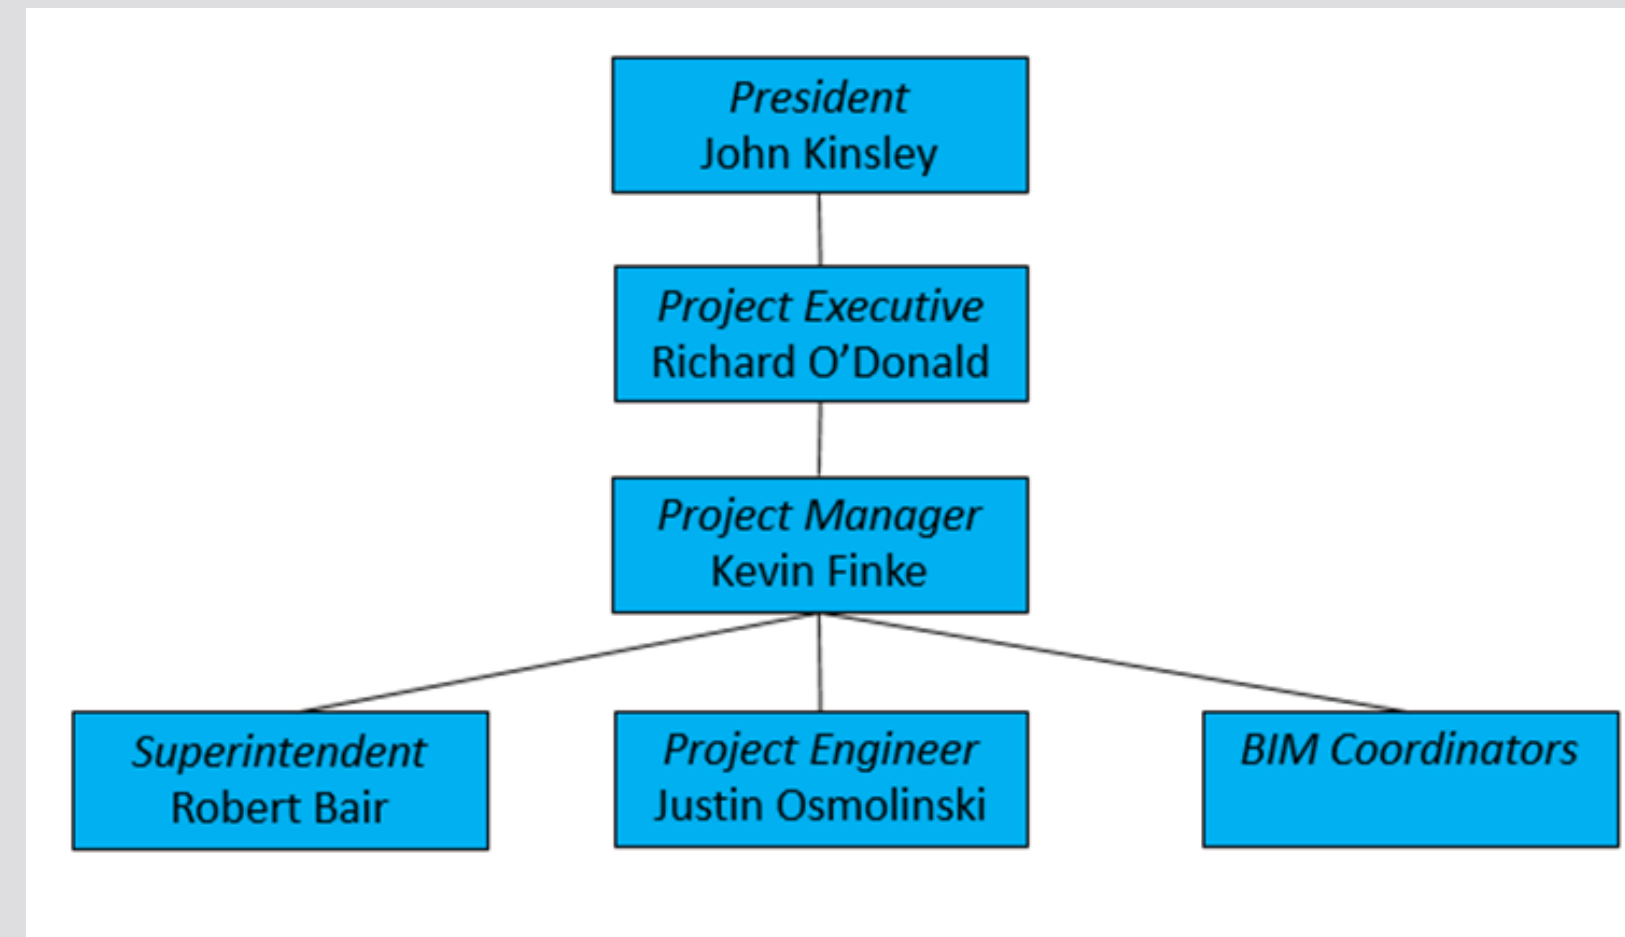 President
John Kinsley
Project Executive
Richard O’Donald
Project Manager
Kevin Finke
Superintendent
Robert Bair
Project Engineer
Justin Osmolinski
BIM Coordinators